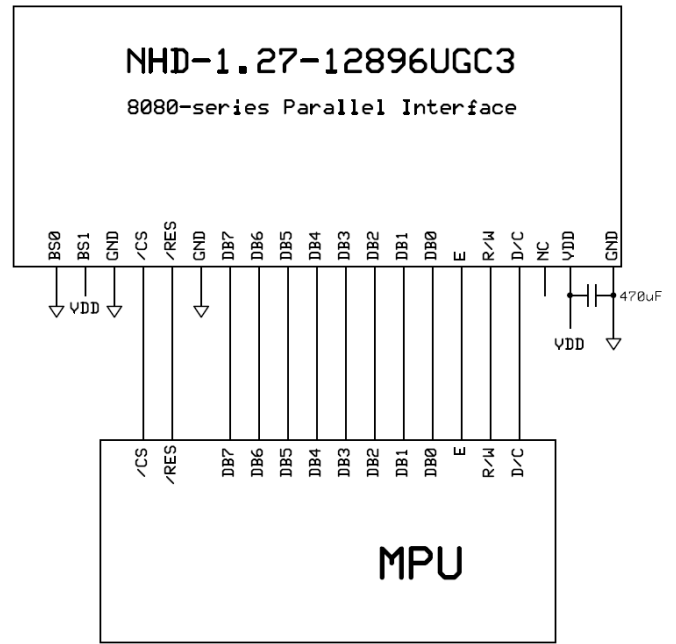 NHD-1.27-12896UGC3
8080-series Parallel Interface
BS0 BS1 GND /CS /RES GND DB7 DB6 DB5 DB4 DB3 DB2 DB1 DB0 E R/W D/C NC VDD GND
VDD
470uF
VDD
/CS /RES DB7 DB6 DB5 DB4 DB3 DB2 DB1 DB0 E R/W D/C
MPU